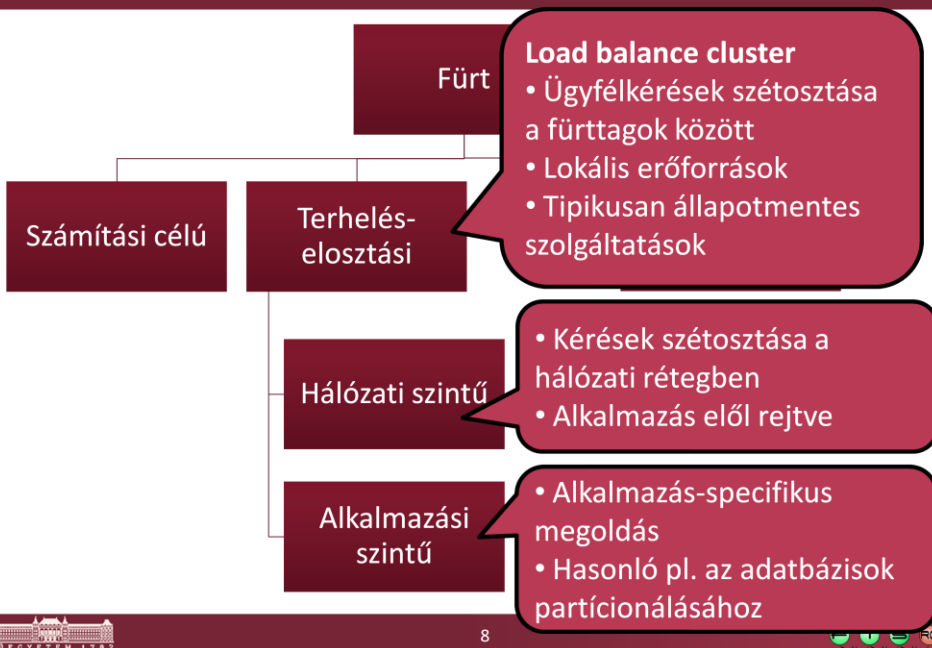 Fürt
Load balance cluster
• Ügyfélkérések szétosztása
a fürttagok között
• Lokális erőforrások
• Tipikusan állapotmentes
szolgáltatások
Számítási célú
Terhelés-
elosztási
Hálózati szintű
• Kérések szétosztása a
hálózati rétegben
• Alkalmazás elől rejtve
Alkalmazási
szintű
• Alkalmazás-specifikus
megoldás
• Hasonló pl. az adatbázisok
partícionálásához
8